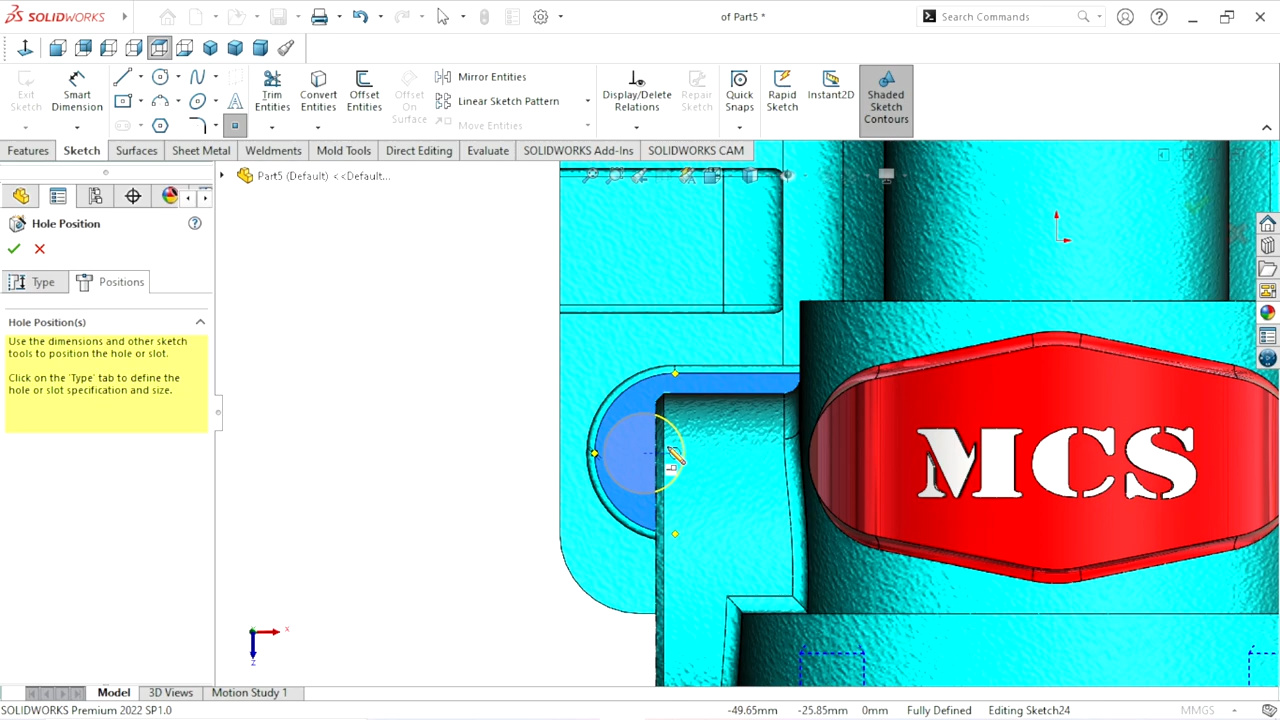 SOLIDWORKS
of Part5 *
Search Commands
Exit Sketch
Smart Dimension
Trim Entities
Convert Entities
Offset Entities
Offset On Surface
Mirror Entities
Linear Sketch Pattern
Move Entities
Display/Delete Relations
Repair Sketch
Quick Snaps
Rapid Sketch
Instant2D
Shaded Sketch Contours
Features
Sketch
Surfaces
Sheet Metal
Weldments
Mold Tools
Direct Editing
Evaluate
SOLIDWORKS Add-Ins
SOLIDWORKS CAM
Part5 (Default) <<Default...
Hole Position
Type
Positions
Hole Position(s)
Use the dimensions and other sketch
tools to position the hole or slot.
Click on the 'Type' tab to define the
hole or slot specification and size.
MCS
X
Z
Model
3D Views
Motion Study 1
SOLIDWORKS Premium 2022 SP1.0
-49.65mm
-25.85mm
0mm
Fully Defined
Editing Sketch24
MMGS